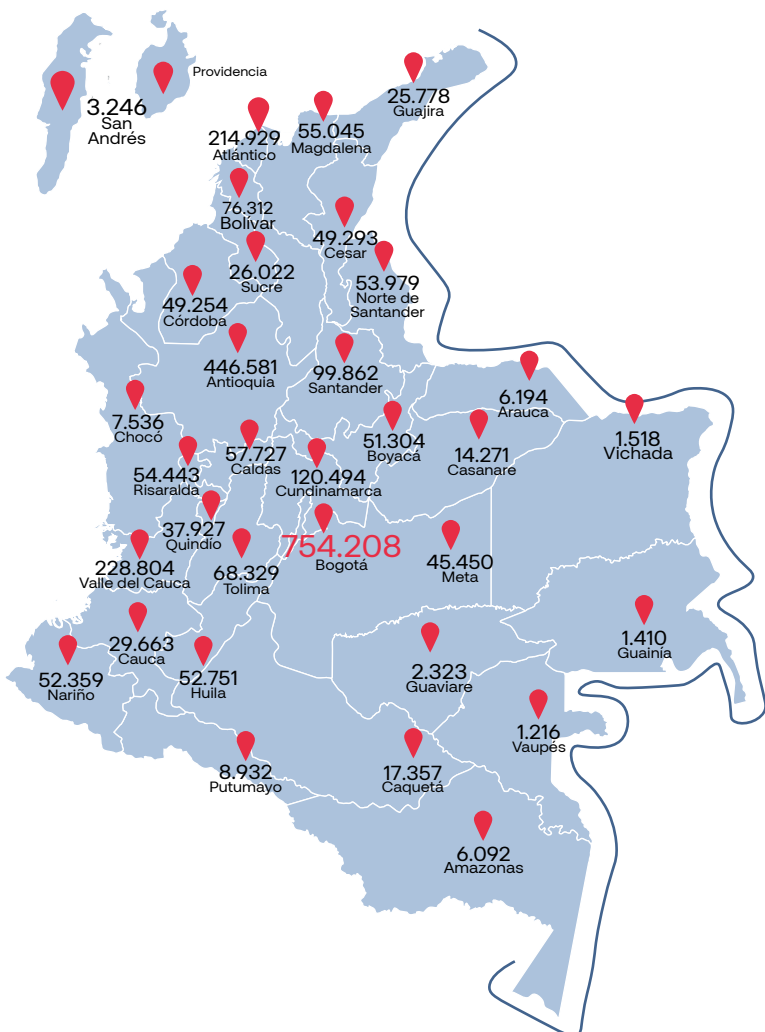 Providencia
3.246
San
Andrés
25.778
Guajira
55.045
Magdalena
214.929
Atlántico
76.312
Bolívar
49.293
Cesar
26.022
Sucre
53.979
Norte de
Santander
49.254
Córdoba
446.581
Antioquia
99.862
Santander
6.194
Arauca
7.536
Chocó
57.727
Caldas
51.304
Boyacá
14.271
Casanare
1.518
Vichada
54.443
Risaralda
120.494
Cundinamarca
37.927
Quindío
754.208
Bogotá
45.450
Meta
228.804
Valle del Cauca
68.329
Tolima
29.663
Cauca
1.410
Guainía
52.359
Nariño
52.751
Huila
2.323
Guaviare
1.216
Vaupés
8.932
Putumayo
17.357
Caquetá
6.092
Amazonas